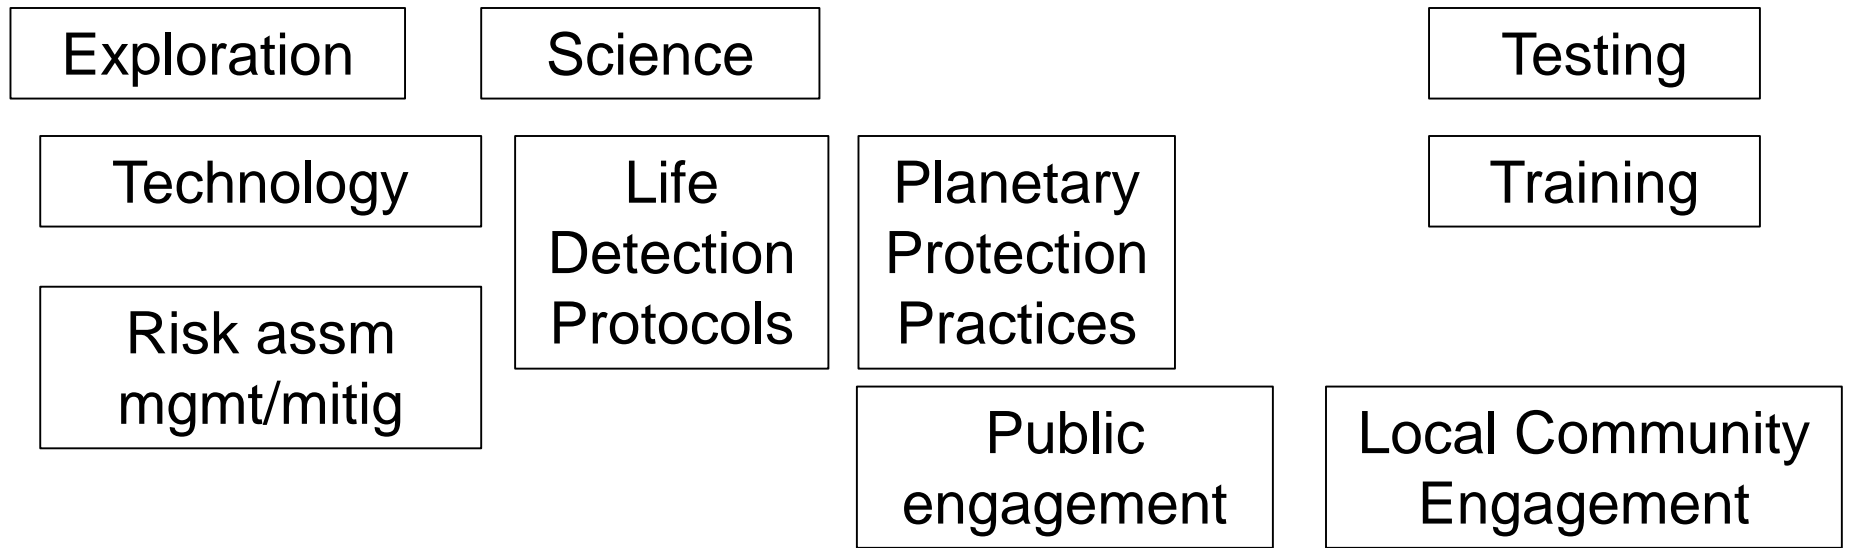 Exploration
Science
Testing
Technology
Life
Detection
Protocols
Planetary
Protection
Practices
Training
Risk assm
mgmt/mitig
Public
engagement
Local Community
Engagement